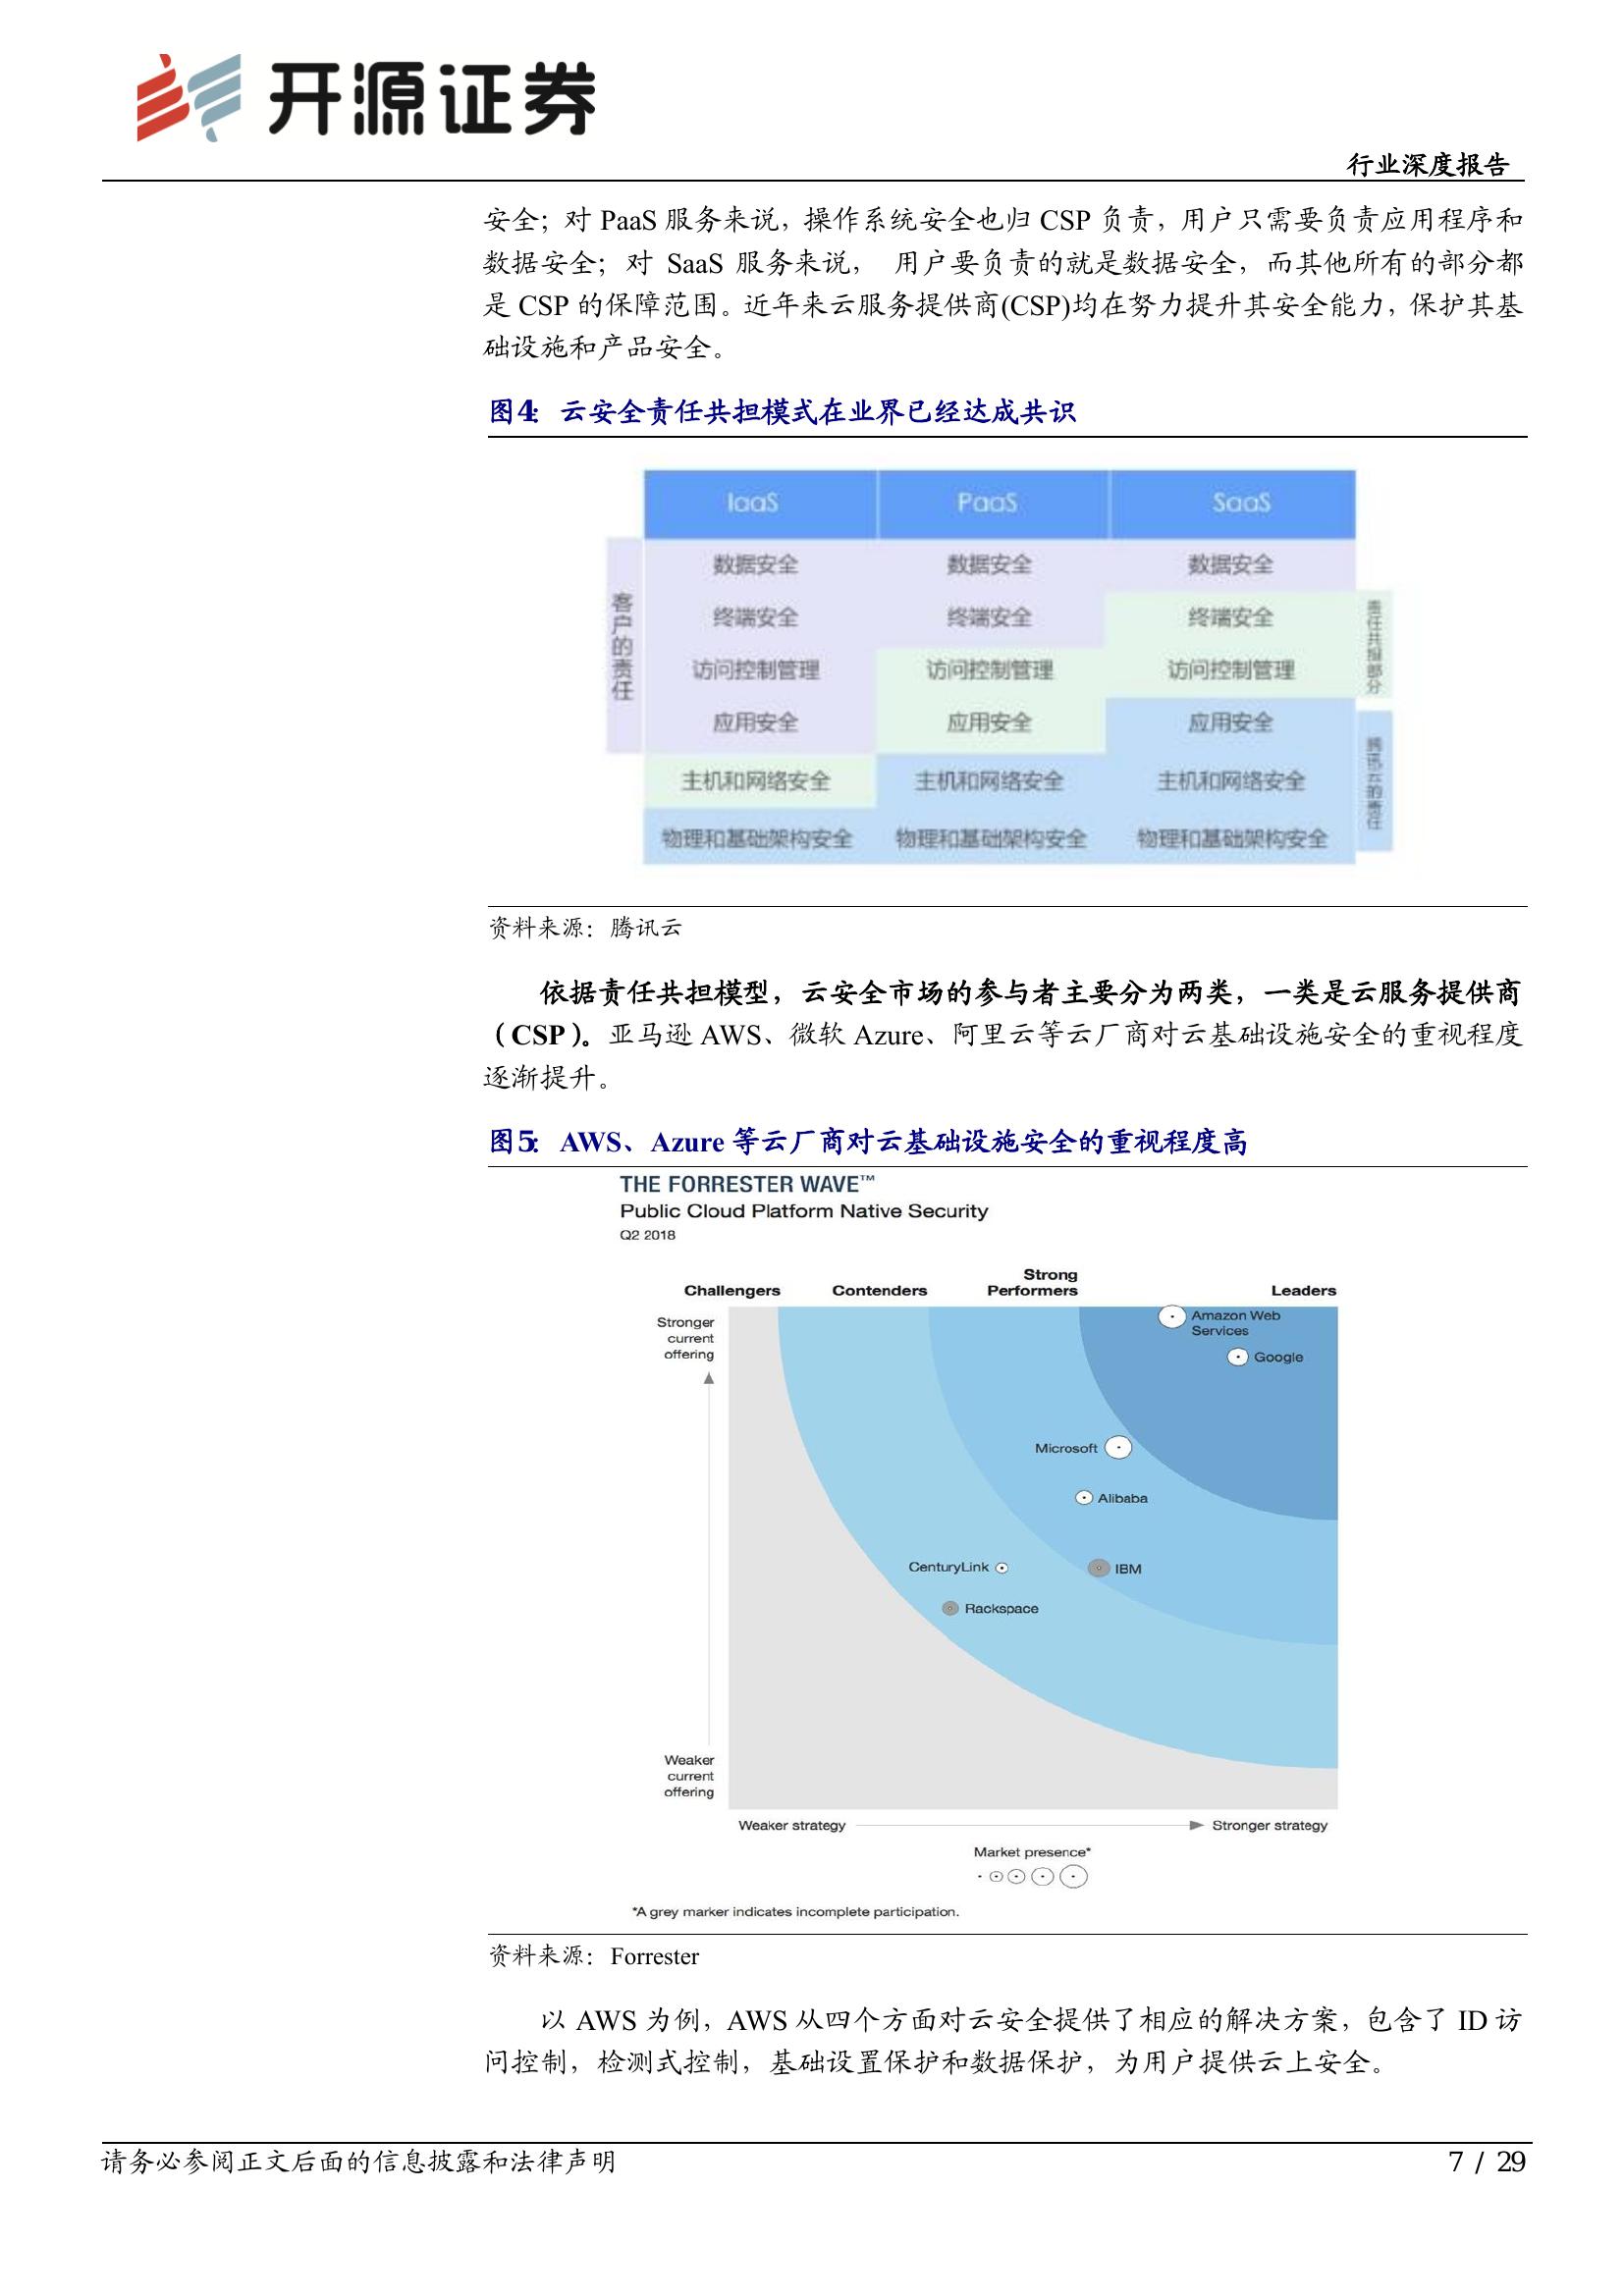 开源证券
行业深度报告
安全；对 PaaS 服务来说，操作系统安全也归 CSP 负责，用户只需要负责应用程序和
数据安全；对 SaaS 服务来说， 用户要负责的就是数据安全，而其他所有的部分都
是 CSP 的保障范围。近年来云服务提供商(CSP)均在努力提升其安全能力，保护其基
础设施和产品安全。
图4： 云安全责任共担模式在业界已经达成共识
IaaS PaaS SaaS
客户的责任
数据安全 数据安全 数据安全
终端安全 终端安全 终端安全
责任共担部分
访问控制管理 访问控制管理 访问控制管理
应用安全 应用安全 应用安全
腾讯云的责任
主机和网络安全 主机和网络安全 主机和网络安全
物理和基础架构安全 物理和基础架构安全 物理和基础架构安全
资料来源：腾讯云
依据责任共担模型，云安全市场的参与者主要分为两类，一类是云服务提供商
（CSP）。亚马逊 AWS、微软 Azure、阿里云等云厂商对云基础设施安全的重视程度
逐渐提升。
图5： AWS、Azure 等云厂商对云基础设施安全的重视程度高
THE FORRESTER WAVE™
Public Cloud Platform Native Security
Q2 2018
Challengers Contenders Strong Performers Leaders
Stronger
current
offering
Amazon Web
Services
Google
Microsoft
Alibaba
CenturyLink
IBM
Rackspace
Weaker
current
offering
Weaker strategy Stronger strategy
Market presence*
*A grey marker indicates incomplete participation.
资料来源：Forrester
以 AWS 为例，AWS 从四个方面对云安全提供了相应的解决方案，包含了 ID 访
问控制，检测式控制，基础设置保护和数据保护，为用户提供云上安全。
请务必参阅正文后面的信息披露和法律声明
7 / 29